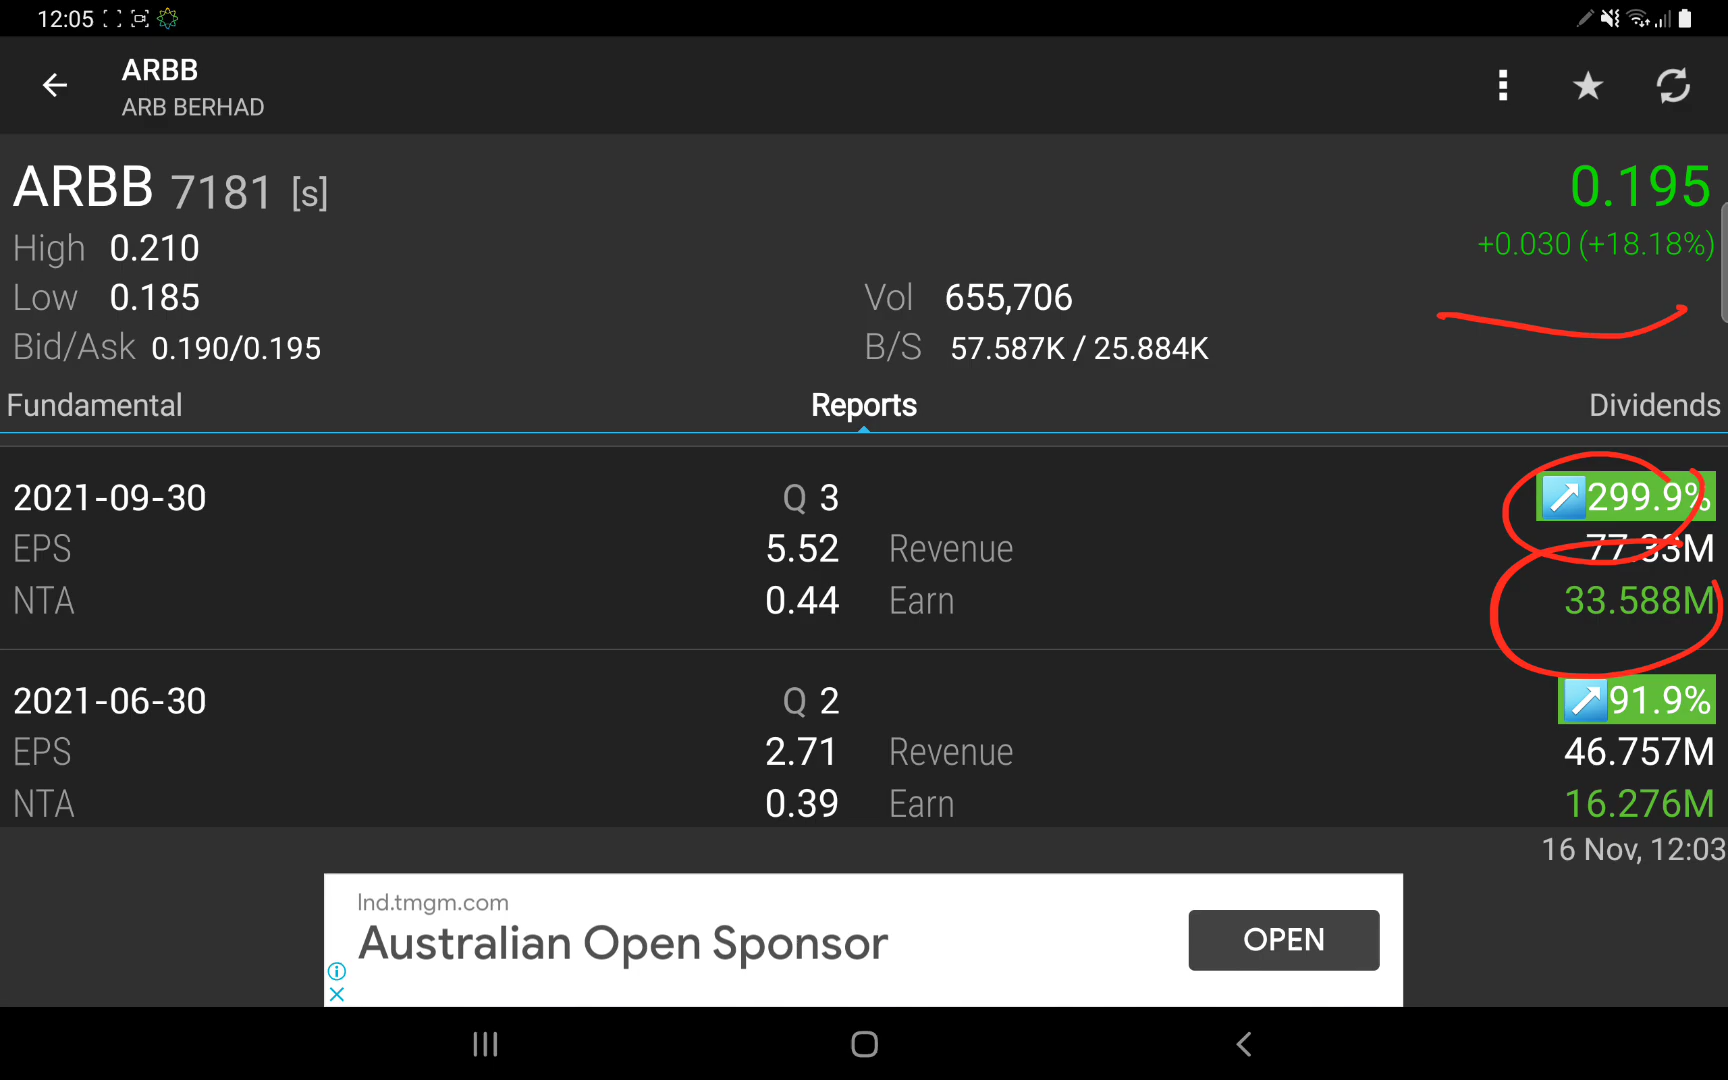 12:05
ARBB
ARB BERHAD
ARBB 7181 [s]
0.195
+0.030 (+18.18%)
High 0.210
Low 0.185
Vol 655,706
Bid/Ask 0.190/0.195
B/S 57.587K / 25.884K
Fundamental
Reports
Dividends
2021-09-30 Q 3 299.9%
EPS 5.52 Revenue 77.33M
NTA 0.44 Earn 33.588M
2021-06-30 Q 2 91.9%
EPS 2.71 Revenue 46.757M
NTA 0.39 Earn 16.276M
16 Nov, 12:03
lnd.tmgm.com
Australian Open Sponsor
OPEN